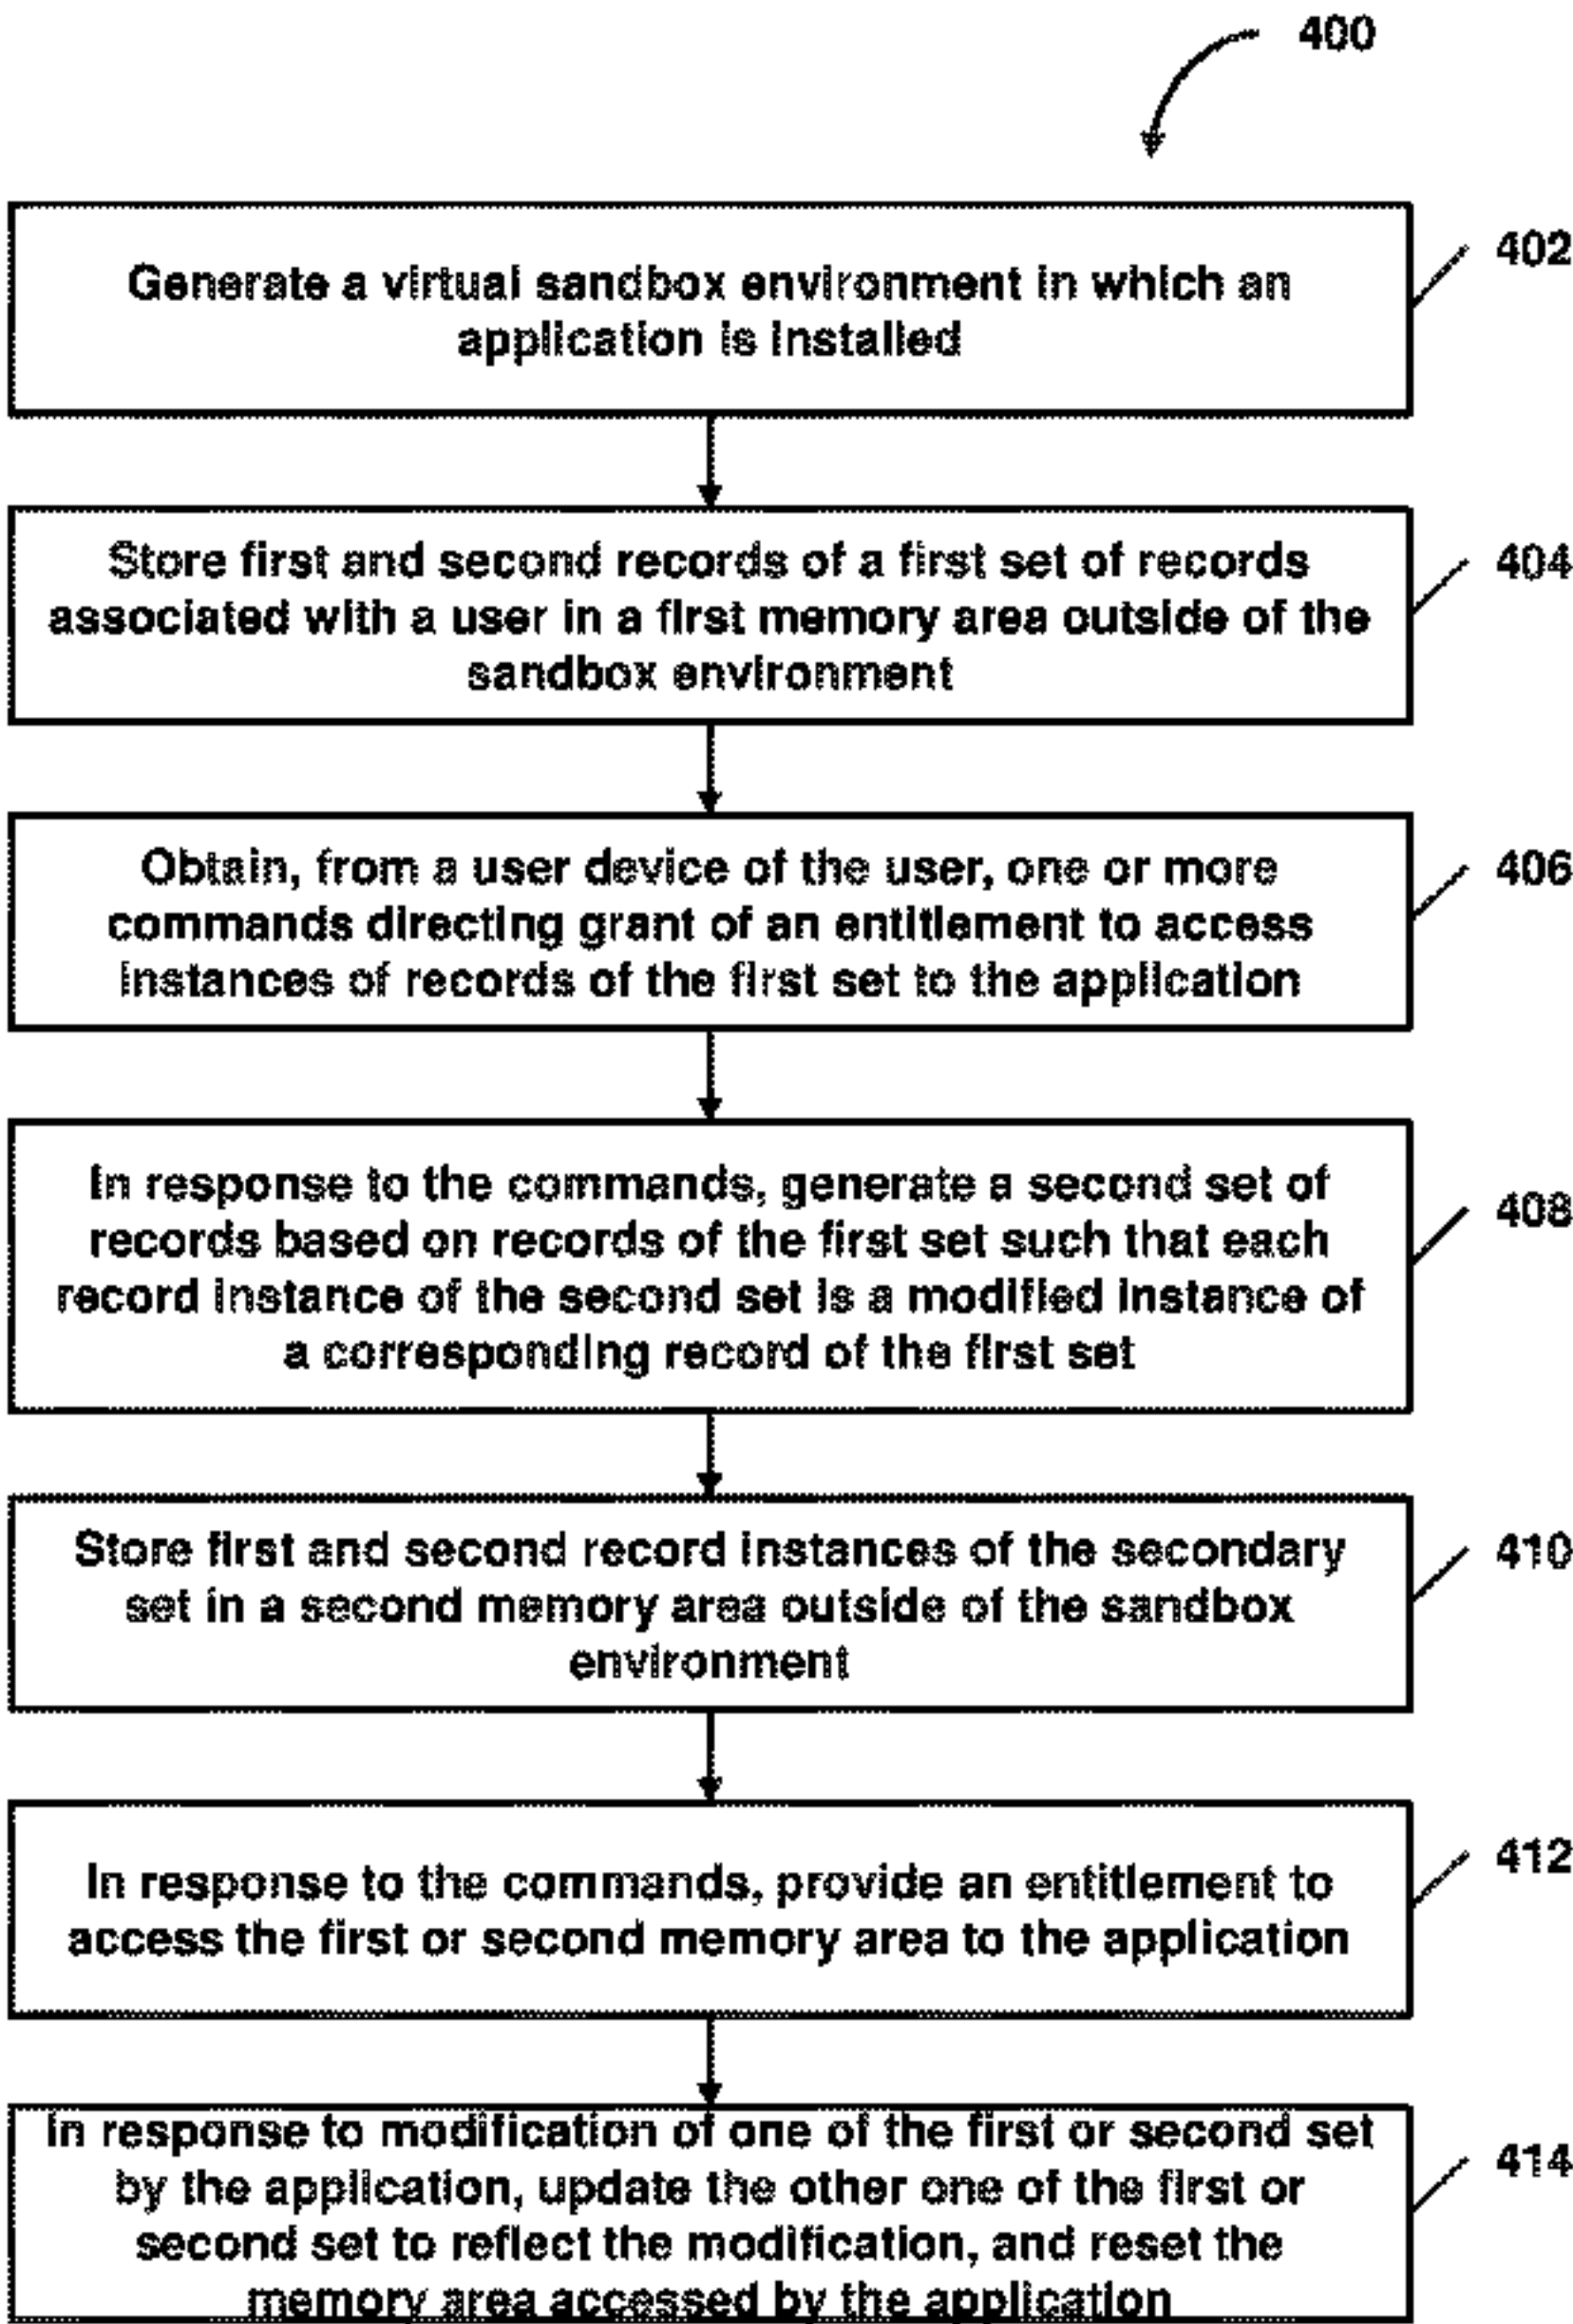 400
Generate a virtual sandbox environment in which an
application is installed
402
Store first and second records of a first set of records
associated with a user in a first memory area outside of the
sandbox environment
404
Obtain, from a user device of the user, one or more
commands directing grant of an entitlement to access
instances of records of the first set to the application
406
In response to the commands, generate a second set of
records based on records of the first set such that each
record instance of the second set is a modified instance of
a corresponding record of the first set
408
Store first and second record instances of the secondary
set in a second memory area outside of the sandbox
environment
410
In response to the commands, provide an entitlement to
access the first or second memory area to the application
412
In response to modification of one of the first or second set
by the application, update the other one of the first or
second set to reflect the modification, and reset the
memory area accessed by the application
414